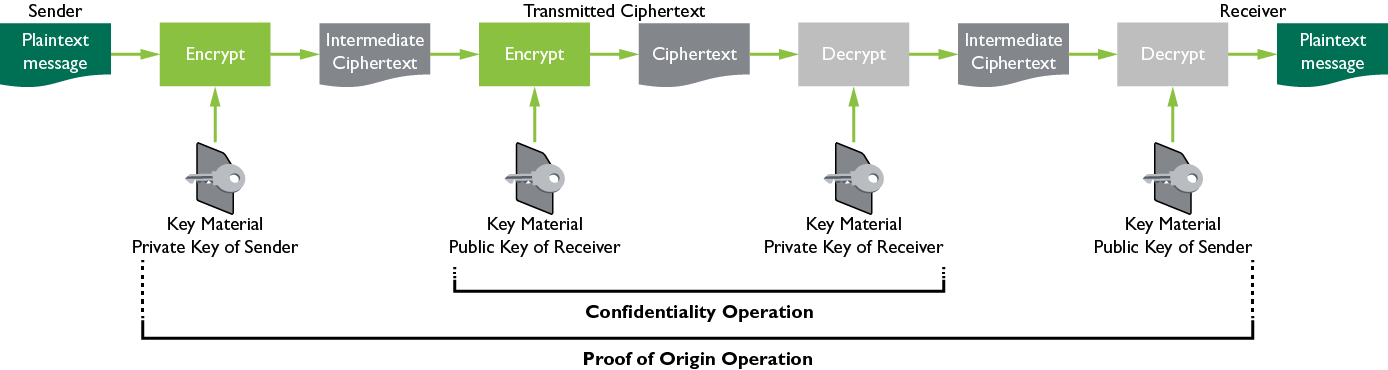 Sender
Transmitted Ciphertext
Receiver
Plaintext
message
Encrypt
Intermediate
Ciphertext
Encrypt
Ciphertext
Decrypt
Intermediate
Ciphertext
Decrypt
Plaintext
message
Key Material
Private Key of Sender
Key Material
Public Key of Receiver
Key Material
Private Key of Receiver
Key Material
Public Key of Sender
Confidentiality Operation
Proof of Origin Operation